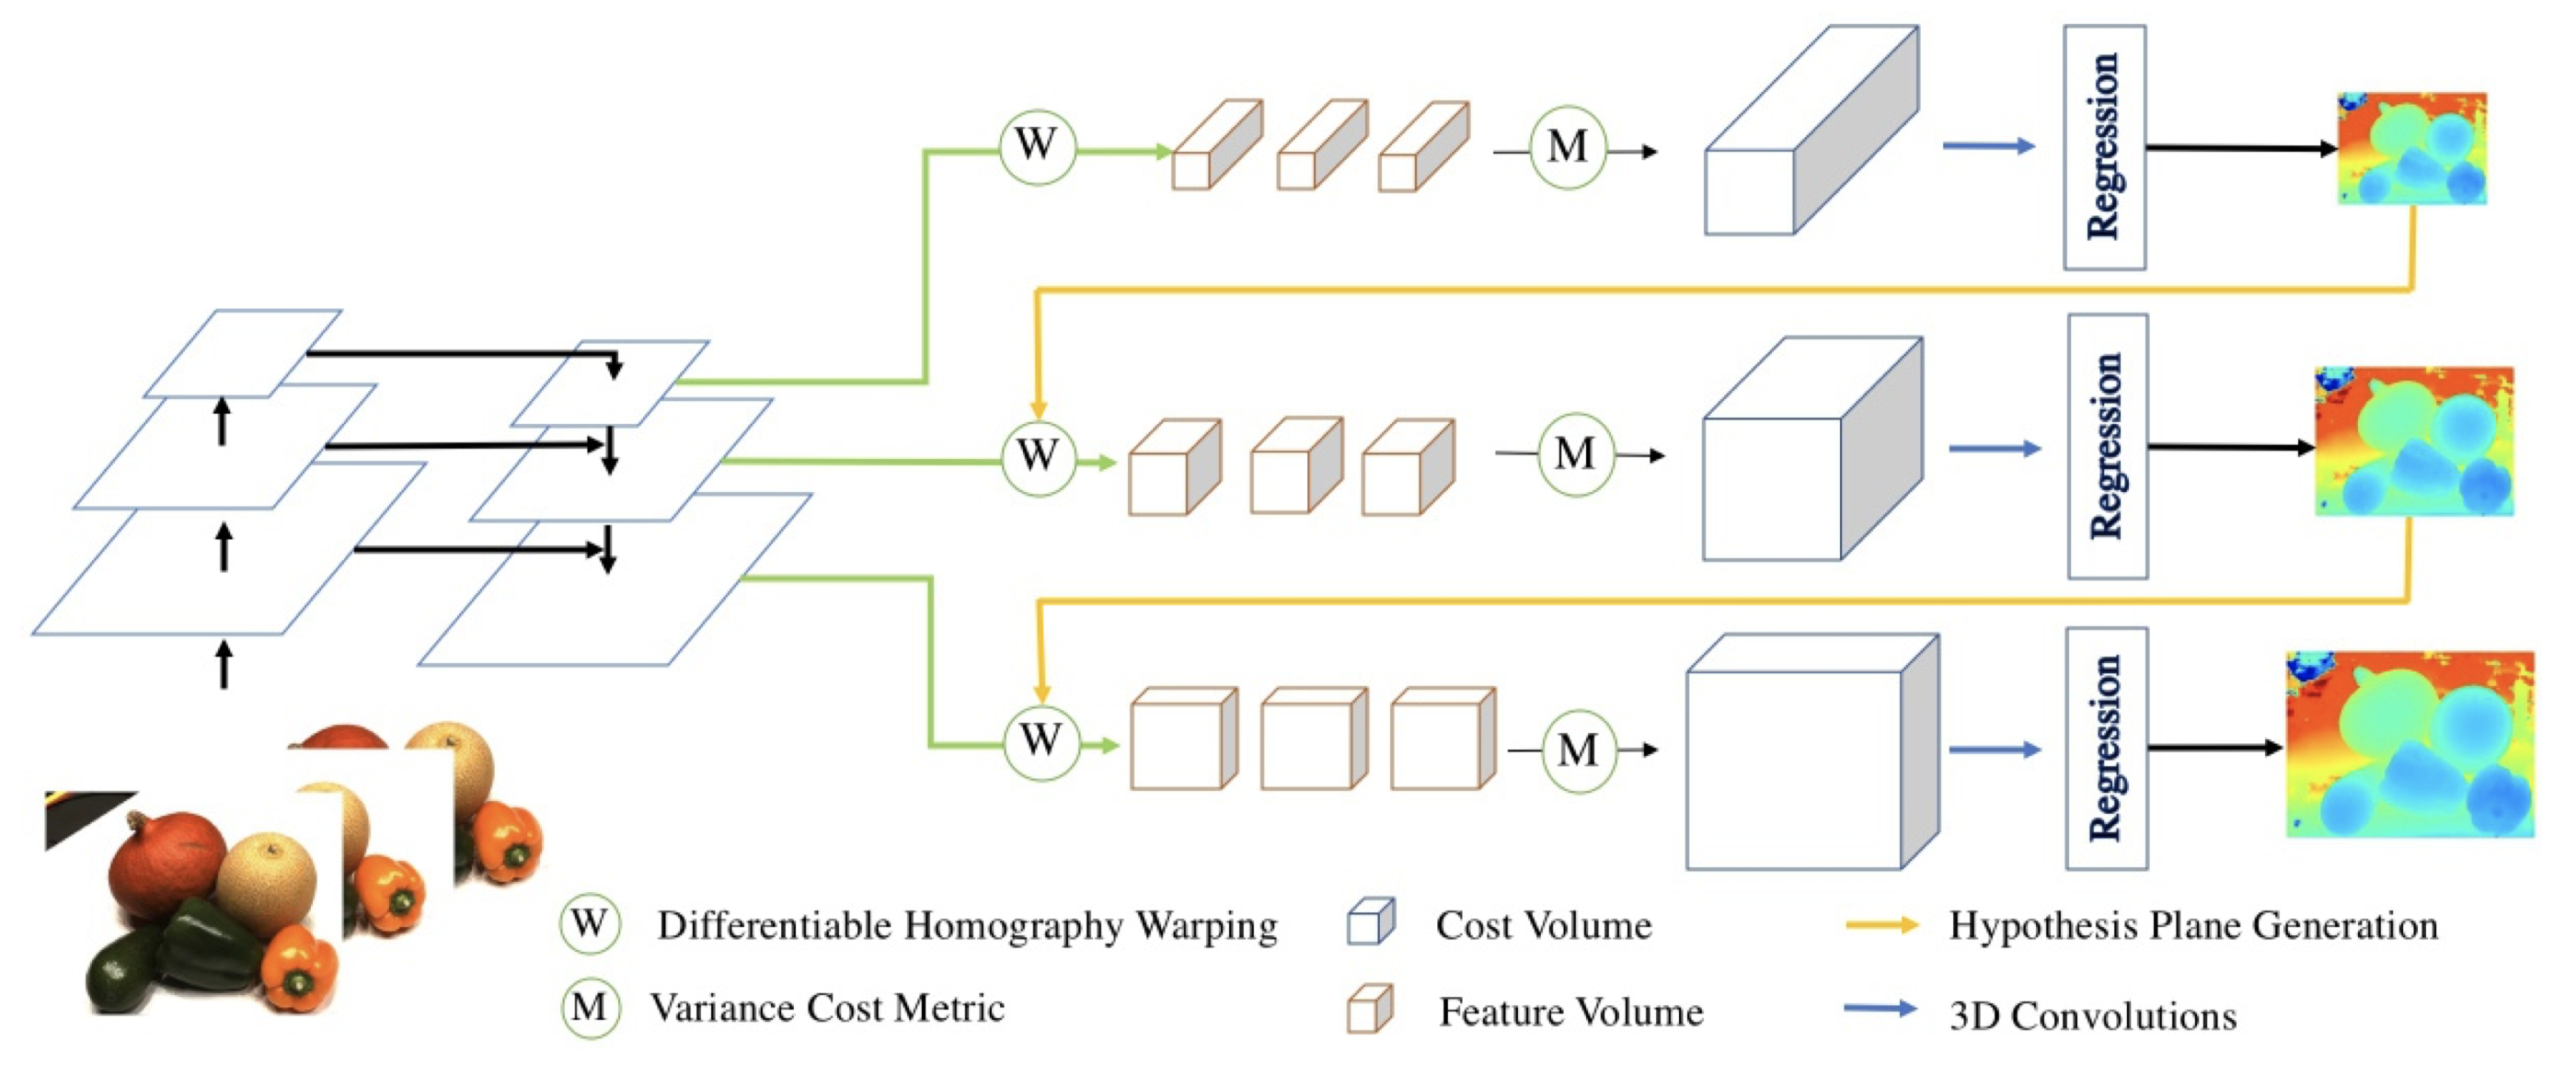 W
M
Regression
W
M
Regression
W
M
Regression
W Differentiable Homography Warping
Cost Volume
Hypothesis Plane Generation
M Variance Cost Metric
Feature Volume
3D Convolutions